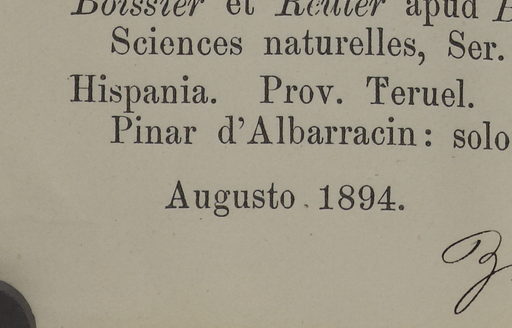 Boissier et Reuter apud
Sciences naturelles, Ser.
Hispania. Prov. Teruel.
Pinar d'Albarracin: solo
Augusto 1894.